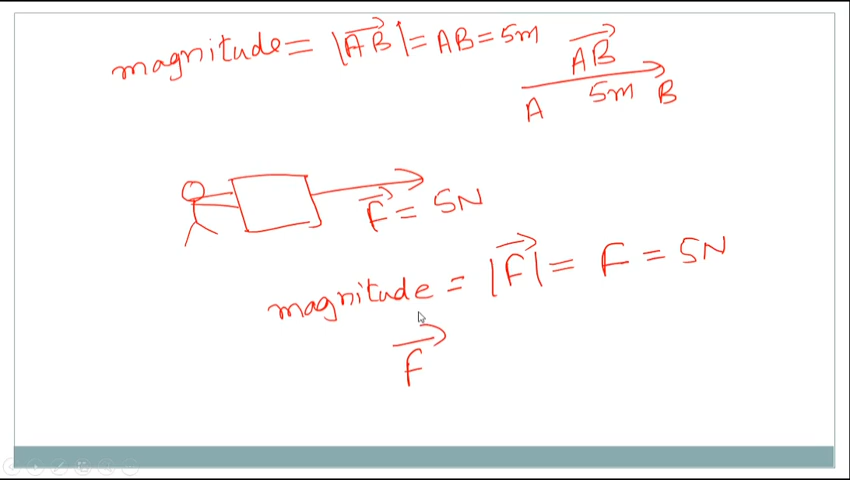 magnitude = |→AB| = AB = 5m
→AB
A 5m B
→F = 5N
magnitude = |→F| = F = 5N
→F